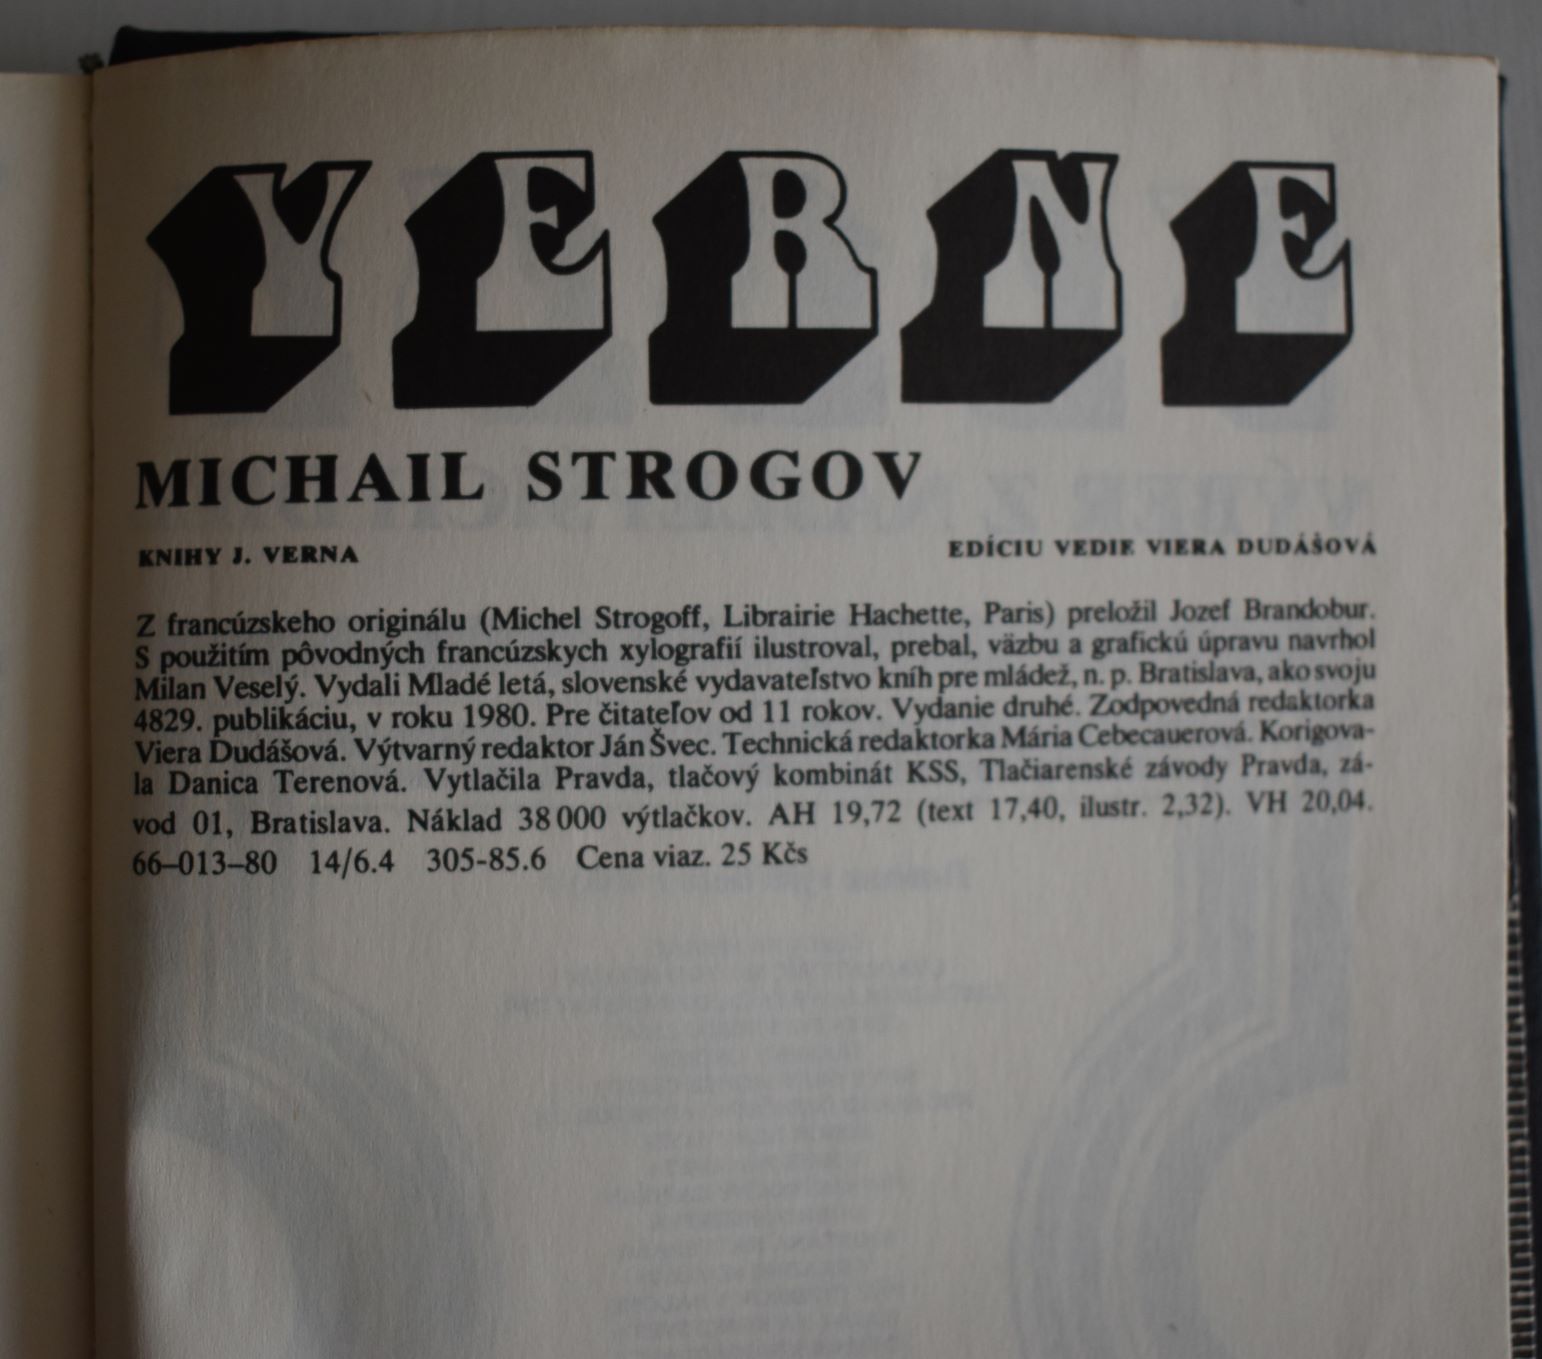 VERNE
MICHAIL STROGOV
KNIHY J. VERNA
EDÍCIU VEDIE VIERA DUDÁŠOVÁ
Z francúzskeho originálu (Michel Strogoff, Librairie Hachette, Paris) preložil Jozef Brandobur.
S použitím pôvodných francúzskych xylografií ilustroval, prebal, väzbu a grafickú úpravu navrhol
Milan Veselý. Vydali Mladé letá, slovenské vydavateľstvo kníh pre mládež, n. p. Bratislava, ako svoju
4829. publikáciu, v roku 1980. Pre čitateľov od 11 rokov. Vydanie druhé. Zodpovedná redaktorka
Viera Dudášová. Výtvarný redaktor Ján Švec. Technická redaktorka Mária Cebecauerová. Korigova-
la Danica Terenová. Vytlačila Pravda, tlačový kombinát KSS, Tlačiarenské závody Pravda, zá-
vod 01, Bratislava. Náklad 38 000 výtlačkov. AH 19,72 (text 17,40, ilustr. 2,32). VH 20,04.
66–013–80 14/6.4 305-85.6 Cena viaz. 25 Kčs